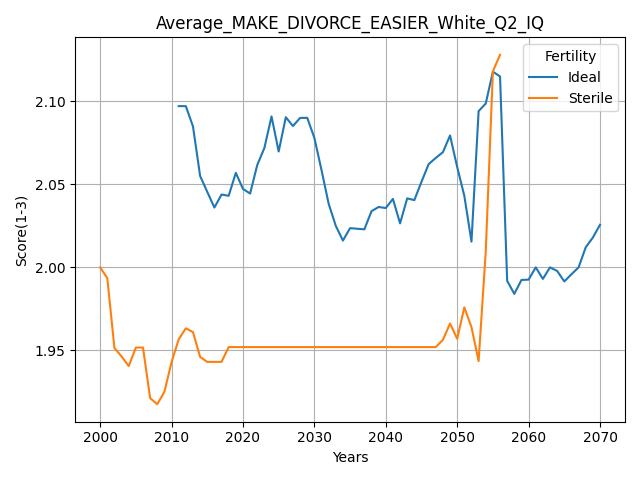 Average_MAKE_DIVORCE_EASIER_White_Q2_IQ
Fertility
Ideal
Sterile
2.10
2.05
2.00
1.95
Score(1-3)
2000 2010 2020 2030 2040 2050 2060 2070
Years